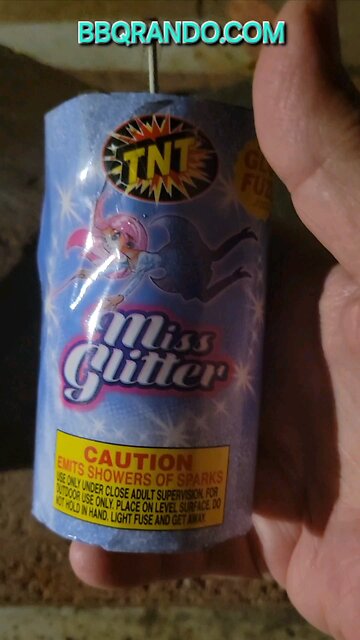 BBQRANDO.COM
TNT
Miss
Glitter
CAUTION
EMITS SHOWERS OF SPARKS
USE ONLY UNDER CLOSE ADULT SUPERVISION. FOR
OUTDOOR USE ONLY. PLACE ON LEVEL SURFACE. DO
NOT HOLD IN HAND. LIGHT FUSE AND GET AWAY.